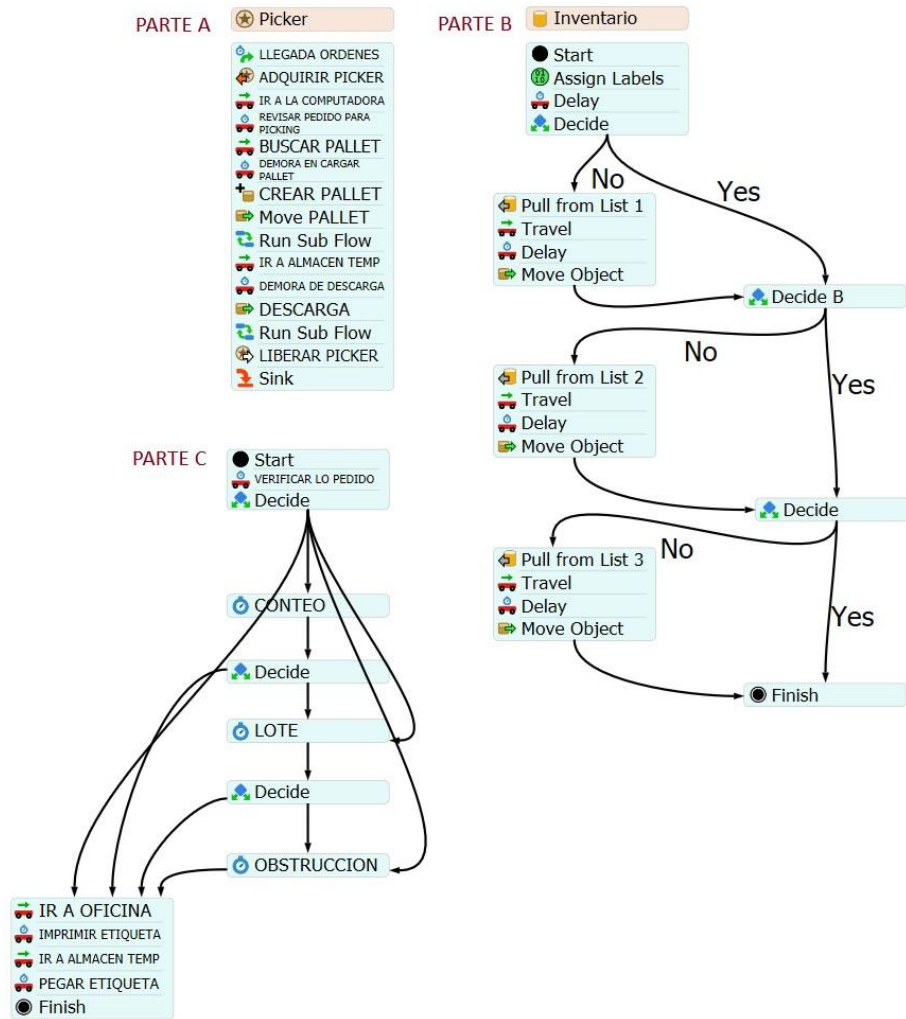 PARTE A
Picker
LLEGADA ORDENES
ADQUIRIR PICKER
IR A LA COMPUTADORA
REVISAR PEDIDO PARA
PICKING
BUSCAR PALLET
DEMORA EN CARGAR
PALLET
CREAR PALLET
Move PALLET
Run Sub Flow
IR A ALMACEN TEMP
DEMORA DE DESCARGA
DESCARGA
Run Sub Flow
LIBERAR PICKER
Sink
PARTE B
Inventario
Start
Assign Labels
Delay
Decide
No
Yes
Pull from List 1
Travel
Delay
Move Object
Decide B
No
Yes
Pull from List 2
Travel
Delay
Move Object
Decide
No
Yes
Pull from List 3
Travel
Delay
Move Object
Finish
PARTE C
Start
VERIFICAR LO PEDIDO
Decide
CONTEO
Decide
LOTE
Decide
OBSTRUCCION
IR A OFICINA
IMPRIMIR ETIQUETA
IR A ALMACEN TEMP
PEGAR ETIQUETA
Finish